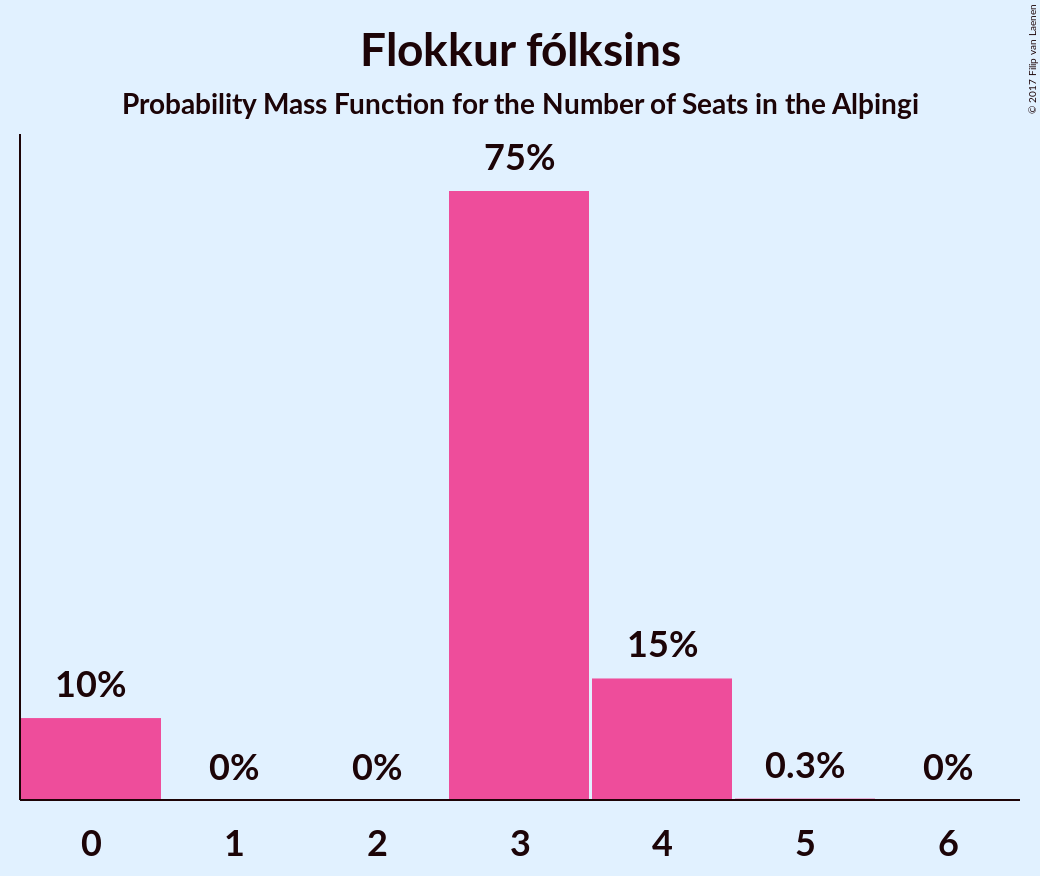 Flokkur fólksins
Probability Mass Function for the Number of Seats in the Alþingi
© 2017 Filip van Laenen
75%
15%
10%
0%
0%
0.3%
0%
0 1 2 3 4 5 6